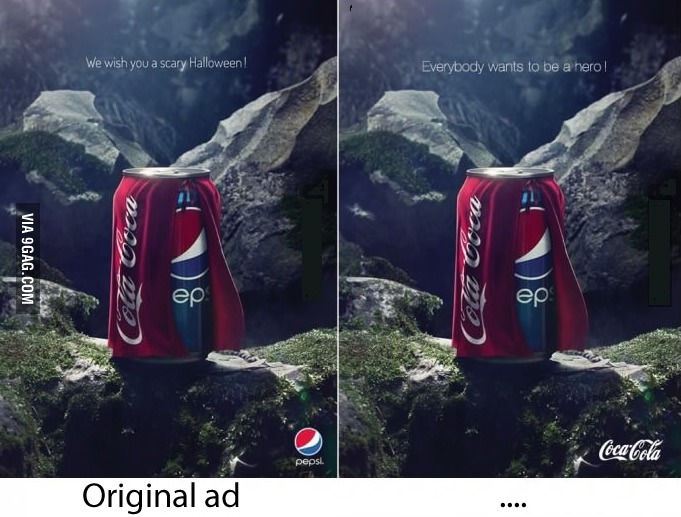 We wish you a scary Halloween!
Cola Coca
eps
pepsi.
VIA 9GAG.COM
Original ad
Everybody wants to be a hero!
Cola Coca
eps
Coca-Cola
....